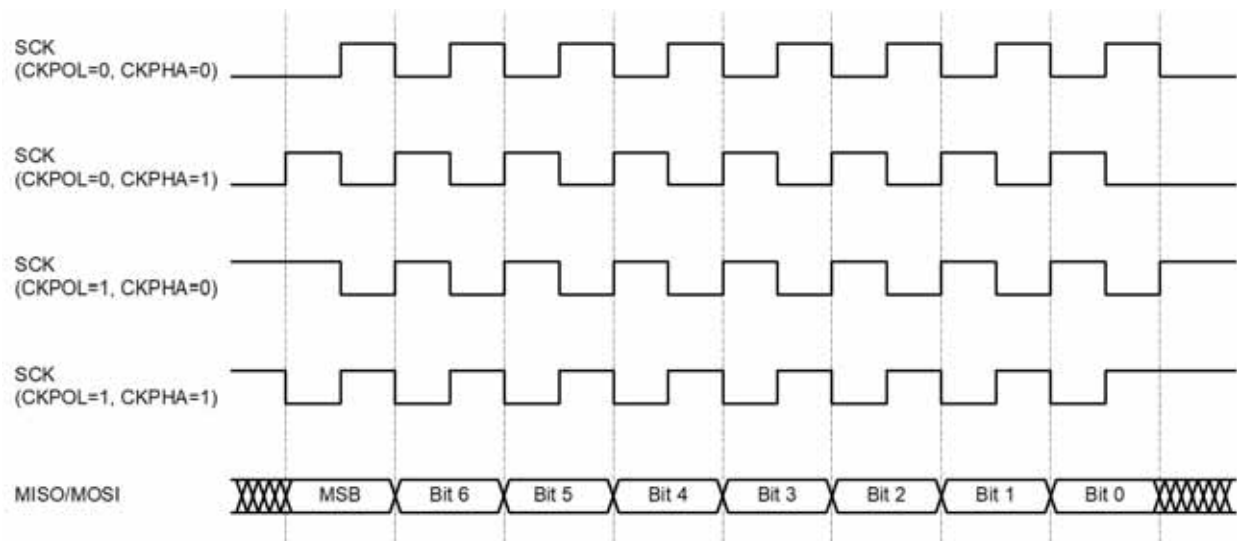 SCK
(CKPOL=0, CKPHA=0)
SCK
(CKPOL=0, CKPHA=1)
SCK
(CKPOL=1, CKPHA=0)
SCK
(CKPOL=1, CKPHA=1)
MISO/MOSI MSB Bit 6 Bit 5 Bit 4 Bit 3 Bit 2 Bit 1 Bit 0